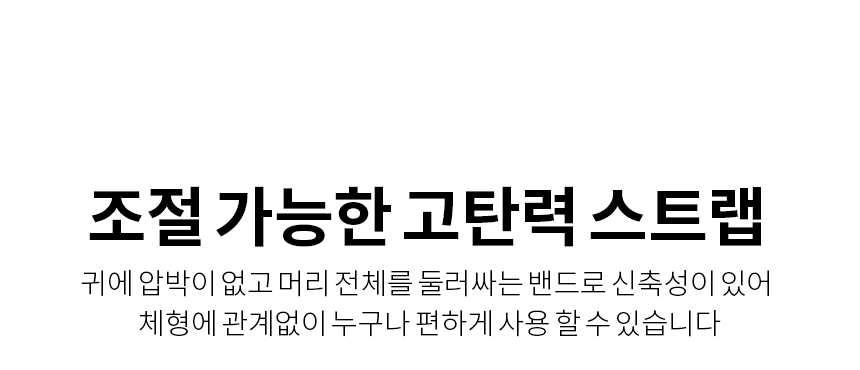 조절 가능한 고탄력 스트랩
귀에 압박이 없고 머리 전체를 둘러싸는 밴드로 신축성이 있어
체형에 관계없이 누구나 편하게 사용 할 수 있습니다